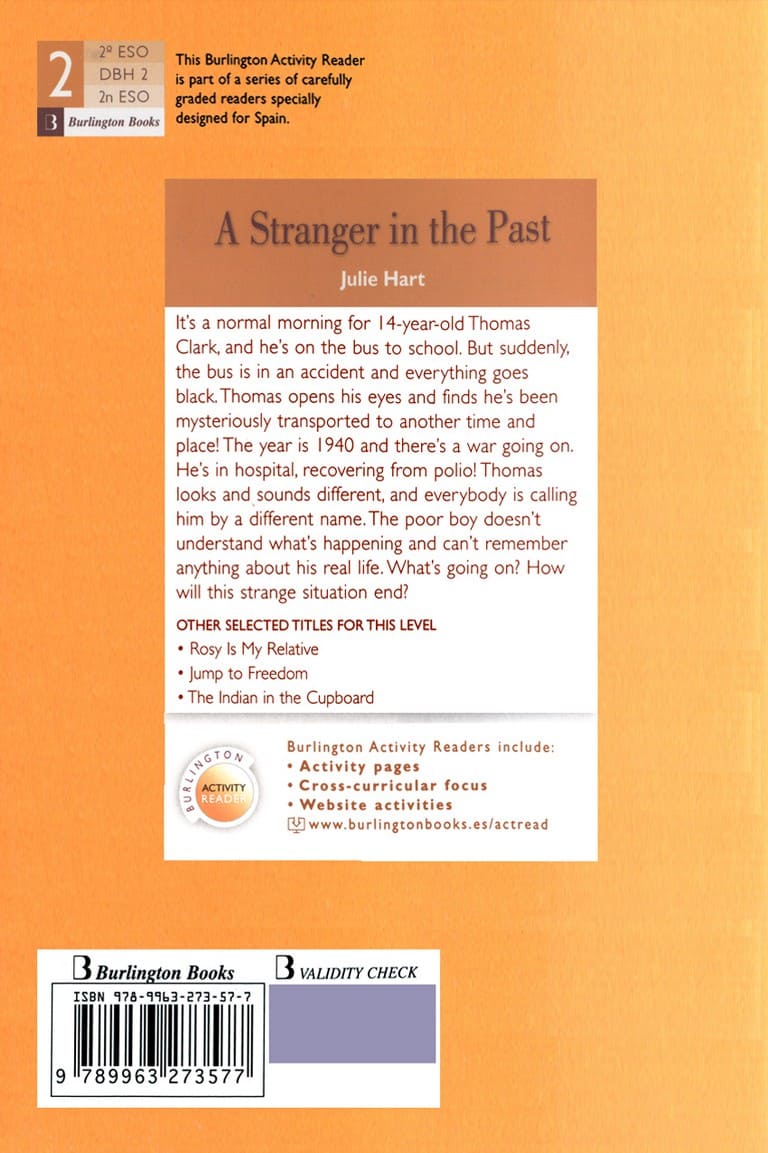 2
2º ESO
DBH 2
2n ESO
B Burlington Books
This Burlington Activity Reader
is part of a series of carefully
graded readers specially
designed for Spain.
A Stranger in the Past
Julie Hart
It's a normal morning for 14-year-old Thomas
Clark, and he's on the bus to school. But suddenly,
the bus is in an accident and everything goes
black. Thomas opens his eyes and finds he's been
mysteriously transported to another time and
place! The year is 1940 and there's a war going on.
He's in hospital, recovering from polio! Thomas
looks and sounds different, and everybody is calling
him by a different name. The poor boy doesn't
understand what's happening and can't remember
anything about his real life. What's going on? How
will this strange situation end?
OTHER SELECTED TITLES FOR THIS LEVEL
• Rosy Is My Relative
• Jump to Freedom
• The Indian in the Cupboard
BURLINGTON
ACTIVITY
READER
Burlington Activity Readers include:
• Activity pages
• Cross-curricular focus
• Website activities
www.burlingtonbooks.es/actread
B Burlington Books
B VALIDITY CHECK
ISBN 978-9963-273-57-7
9 789963 273577